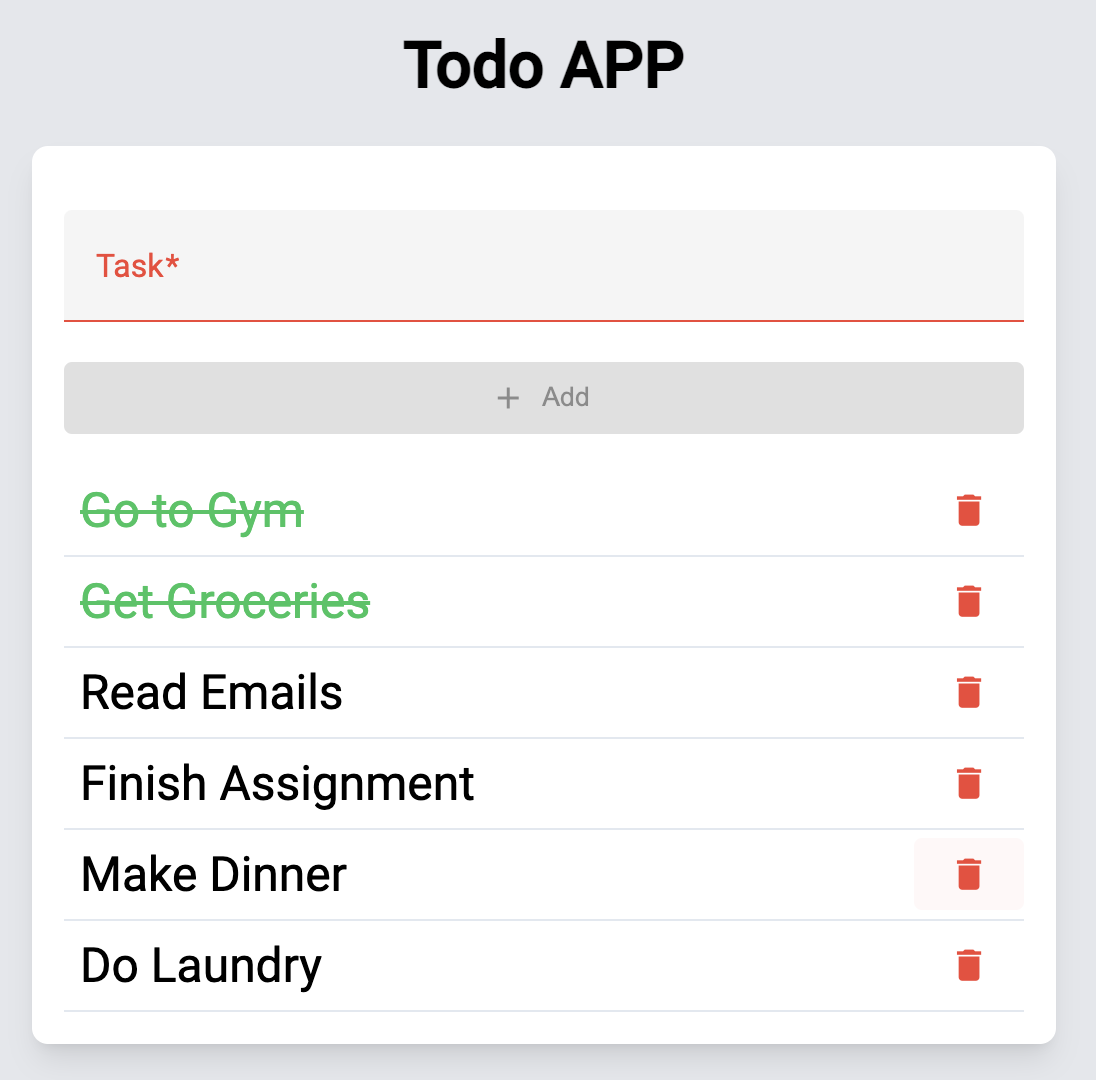 Todo APP
Task*
+ Add
Go to Gym
Get Groceries
Read Emails
Finish Assignment
Make Dinner
Do Laundry